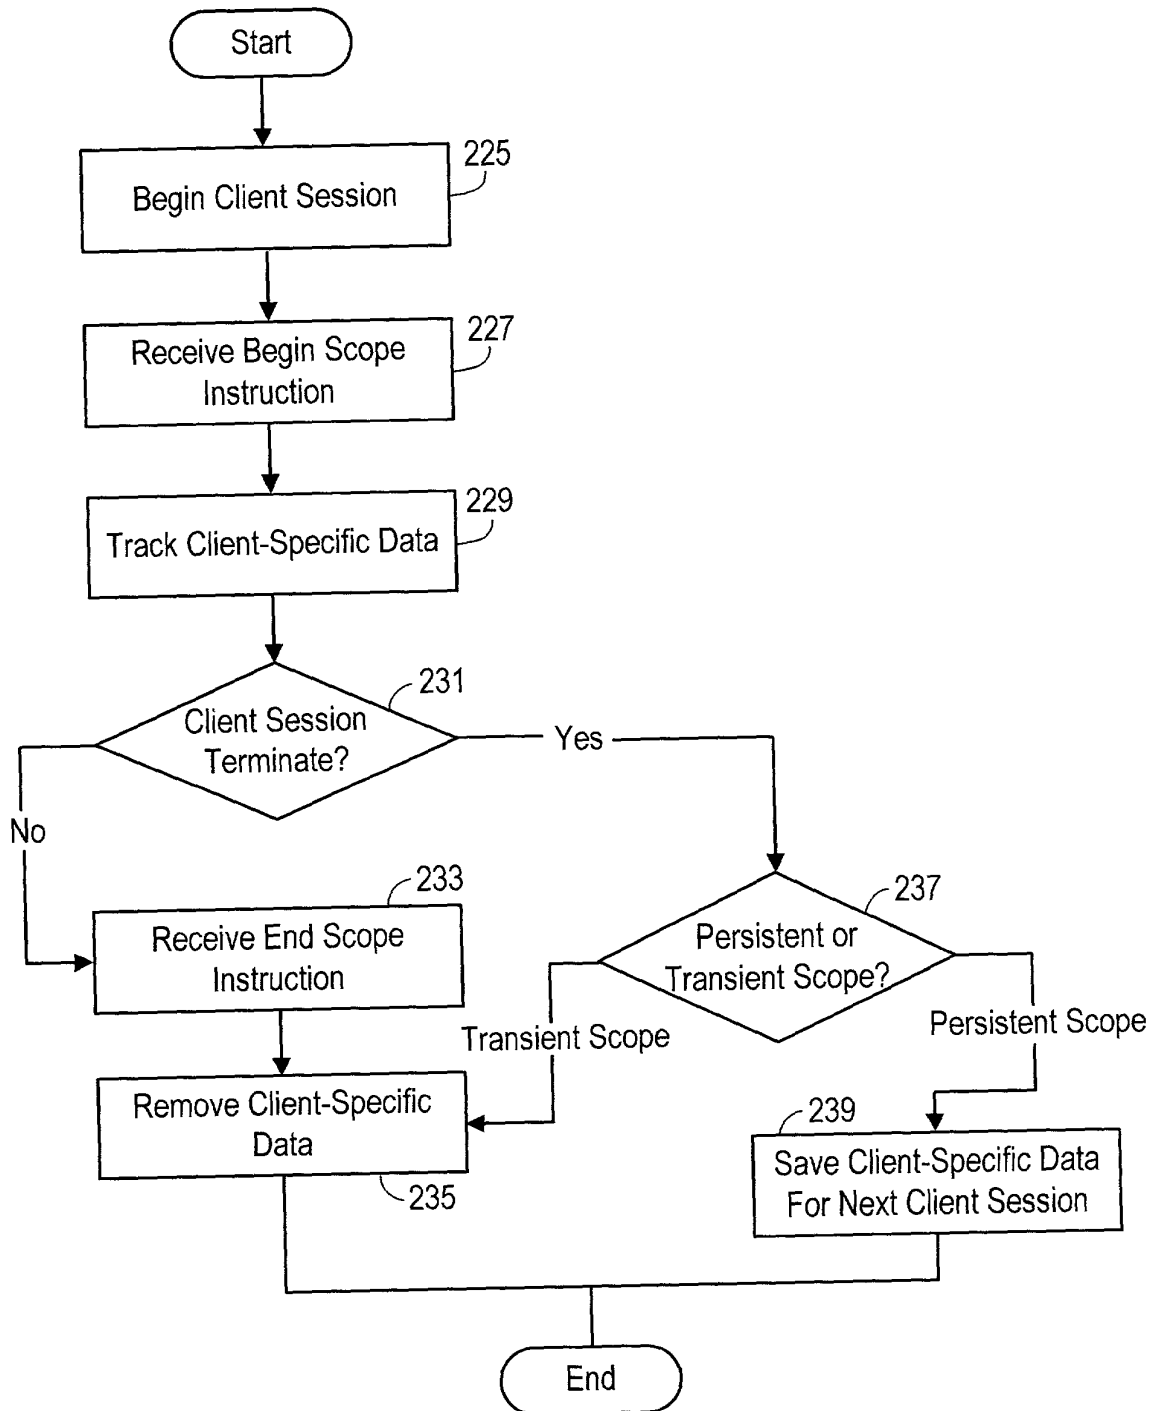 Start
225
Begin Client Session
227
Receive Begin Scope
Instruction
229
Track Client-Specific Data
231
Client Session
Terminate?
Yes
No
233
Receive End Scope
Instruction
237
Persistent or
Transient Scope?
Transient Scope
Persistent Scope
Remove Client-Specific
Data
235
239
Save Client-Specific Data
For Next Client Session
End